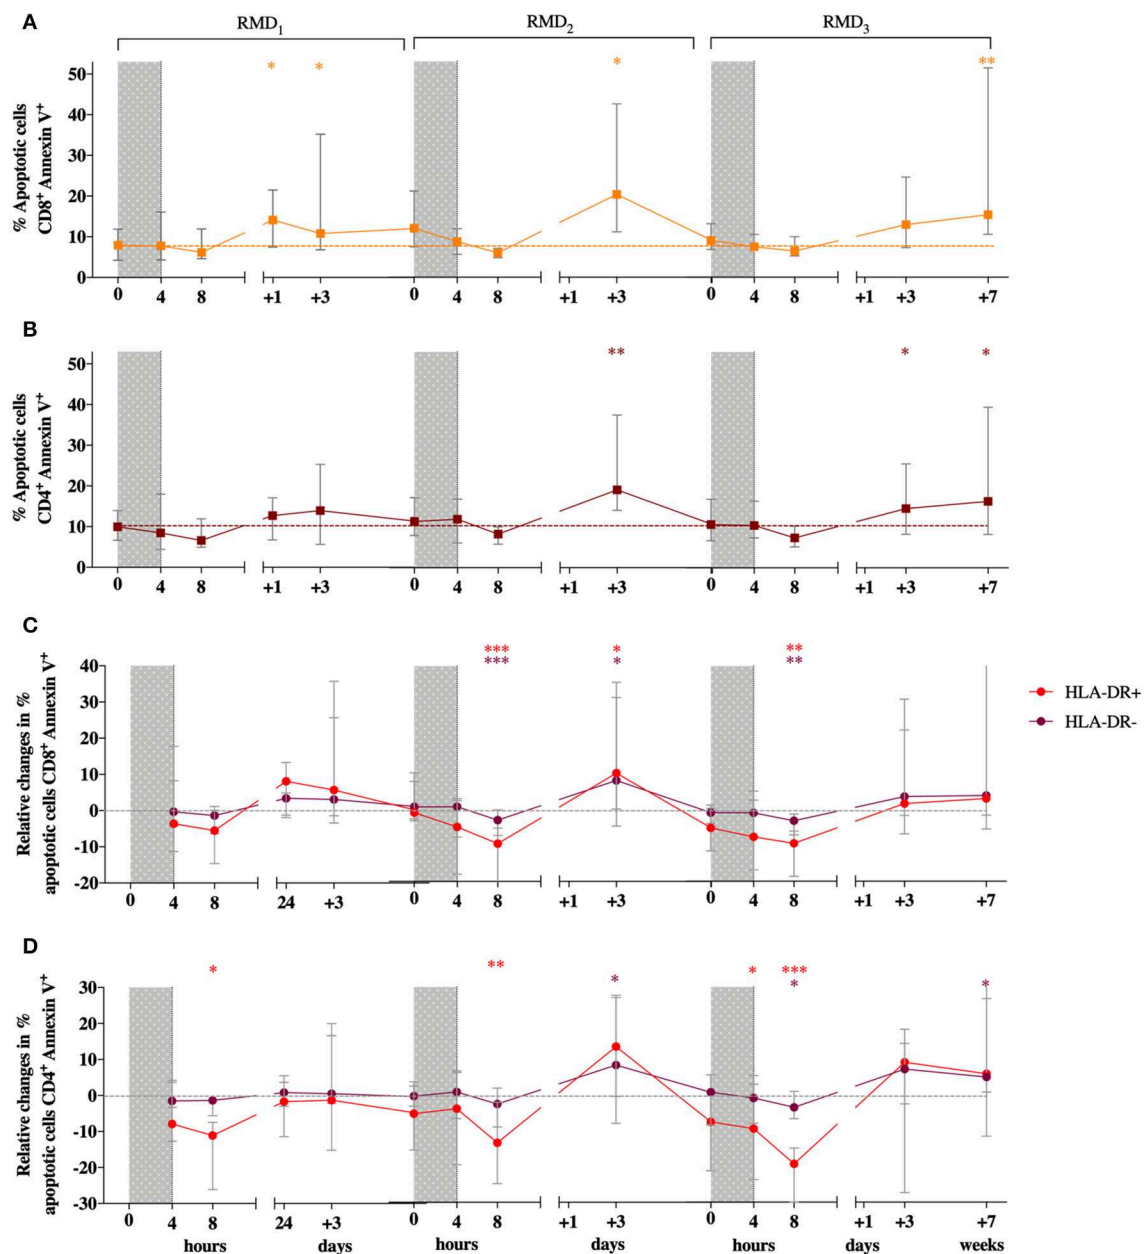 A
RMD1 RMD2 RMD3
* * * **
% Apoptotic cells
CD8+ Annexin V+
50
40
30
20
10
0
0 4 8 +1 +3 0 4 8 +1 +3 0 4 8 +1 +3 +7
B
** * *
% Apoptotic cells
CD4+ Annexin V+
50
40
30
20
10
0
0 4 8 +1 +3 0 4 8 +1 +3 0 4 8 +1 +3 +7
C
*** * **
*** * **
Relative changes in %
apoptotic cells CD8+ Annexin V+
40
30
20
10
0
-10
-20
0 4 8 24 +3 0 4 8 +1 +3 0 4 8 +1 +3 +7
HLA-DR+
HLA-DR-
D
* ** * ***
* * *
Relative changes in %
apoptotic cells CD4+ Annexin V+
30
20
10
0
-10
-20
-30
0 4 8 24 +3 0 4 8 +1 +3 0 4 8 +1 +3 +7
hours days hours days hours days weeks